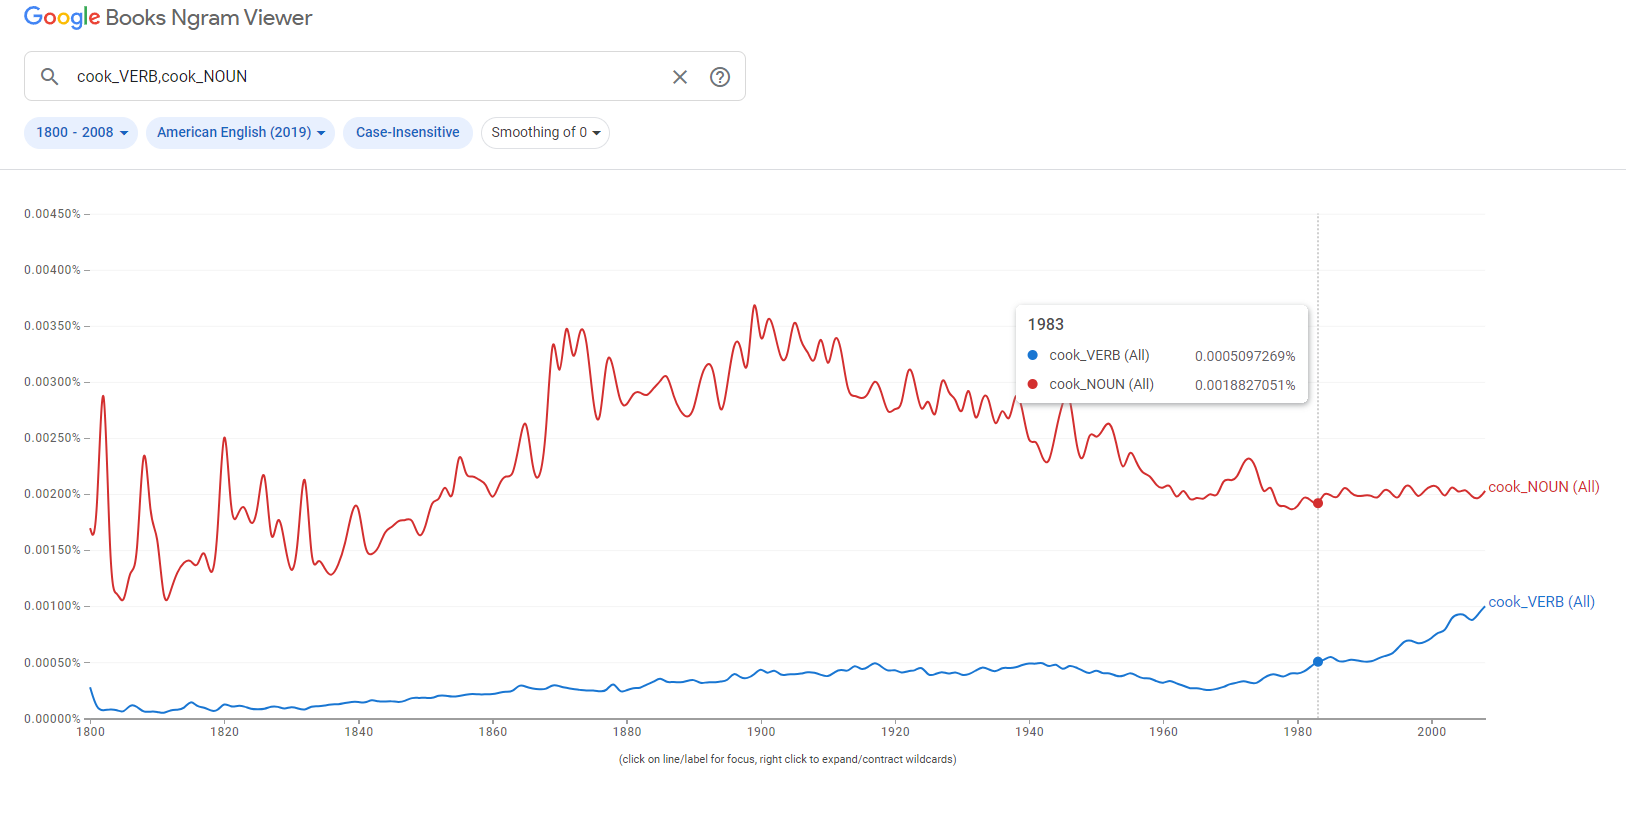 Google Books Ngram Viewer
cook_VERB,cook_NOUN
1800 - 2008 American English (2019) Case-Insensitive Smoothing of 0
0.00450%
0.00400%
0.00350%
0.00300%
0.00250%
0.00200%
0.00150%
0.00100%
0.00050%
0.00000%
1983
cook_VERB (All) 0.0005097269%
cook_NOUN (All) 0.0018827051%
cook_NOUN (All)
cook_VERB (All)
1800 1820 1840 1860 1880 1900 1920 1940 1960 1980 2000
(click on line/label for focus, right click to expand/contract wildcards)